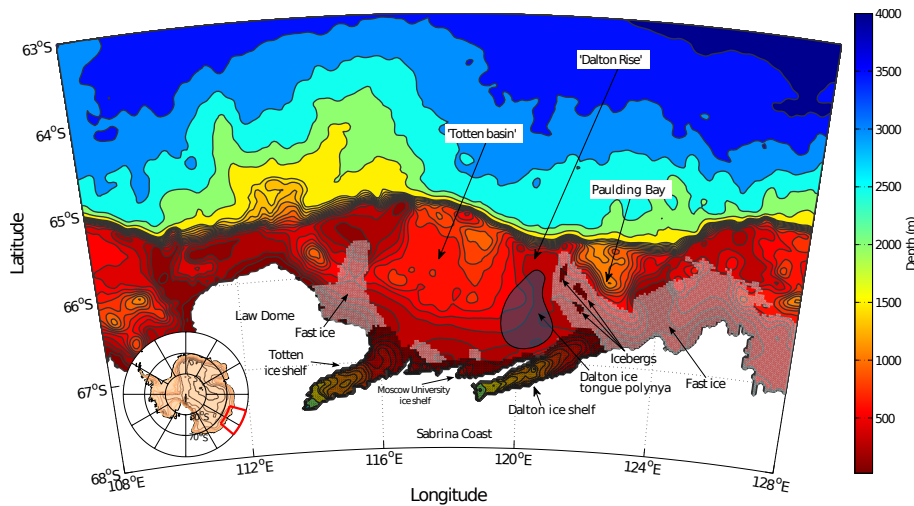 63°S
64°S
65°S
66°S
67°S
68°S
Latitude
'Dalton Rise'
'Totten basin'
Paulding Bay
Law Dome
Fast ice
Totten
ice shelf
Moscow University
ice shelf
Icebergs
Dalton ice
tongue polynya
Fast ice
Dalton ice shelf
Sabrina Coast
70°S
108°E
112°E
116°E
120°E
124°E
128°E
Longitude
4000
3500
3000
2500
2000
1500
1000
500
Depth (m)